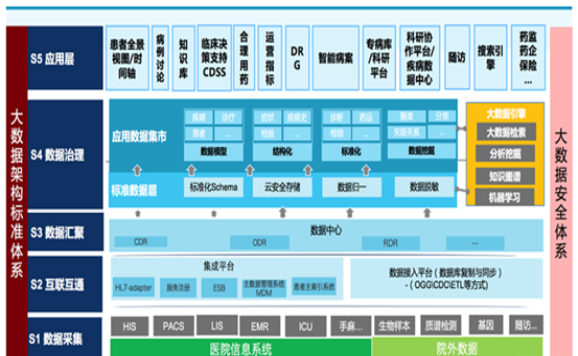 大数据架构标准体系
大数据安全体系
S5 应用层
患者全景
视图/时
间轴
病例讨论
知识库
临床决
策支持
CDSS
合理用药
运营指标
DR
G
智能病案
专病库
/科研
平台
科研协
作平台/
疾病数
据中心
随访
搜索引
擎
药监
药企
保险
...
S4 数据治理
应用数据集市
疾病
诊疗
患者
...
数据模型
症状
疾病史
检验
...
结构化
诊断
药品
检验
...
标准化
聚类
分类
关联关系
...
数据挖掘
标准数据层
标准化Schema
云安全存储
数据归一
数据脱敏
大数据引擎
大数据检索
分析挖掘
知识图谱
机器学习
S3 数据汇聚
数据中心
CDR
ODR
RDR
...
S2 互联互通
集成平台
HL7-adapter
服务注册
ESB
主数据管理系统
MDM
患者主索引系统
数据接入平台（数据库复制与同步）
-（OGG\CDC\ETL等方式）
S1 数据采集
HIS
PACS
LIS
EMR
ICU
手麻...
生物样本
质谱检测
基因
随访...
医院信息系统
院外数据